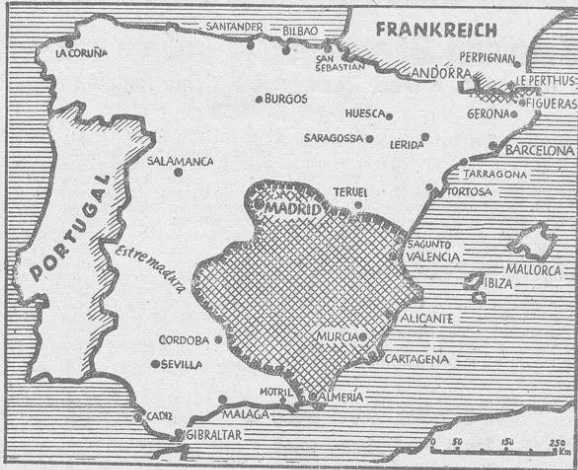 FRANKREICH
SANTANDER
BILBAO
LA CORUÑA
SAN
SEBASTIAN
PERPIGNAN
ANDORRA
LE PERTHUS
FIGUERAS
GERONA
BURGOS
HUESCA
SARAGOSSA
LERIDA
BARCELONA
TARRAGONA
TORTOSA
SALAMANCA
TERUEL
MADRID
PORTUGAL
Estremadura
SAGUNTO
VALENCIA
MALLORCA
IBIZA
ALICANTE
MURCIA
CARTAGENA
CORDOBA
SEVILLA
MOTRIL
ALMERÍA
CADIZ
MALAGA
GIBRALTAR
0 50 150 250
Km